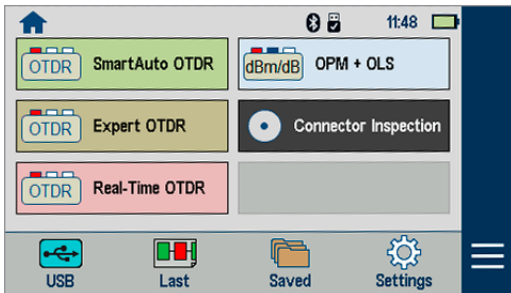 11:48
OTDR SmartAuto OTDR
dBm/dB OPM + OLS
OTDR Expert OTDR
Connector Inspection
OTDR Real-Time OTDR
USB
Last
Saved
Settings